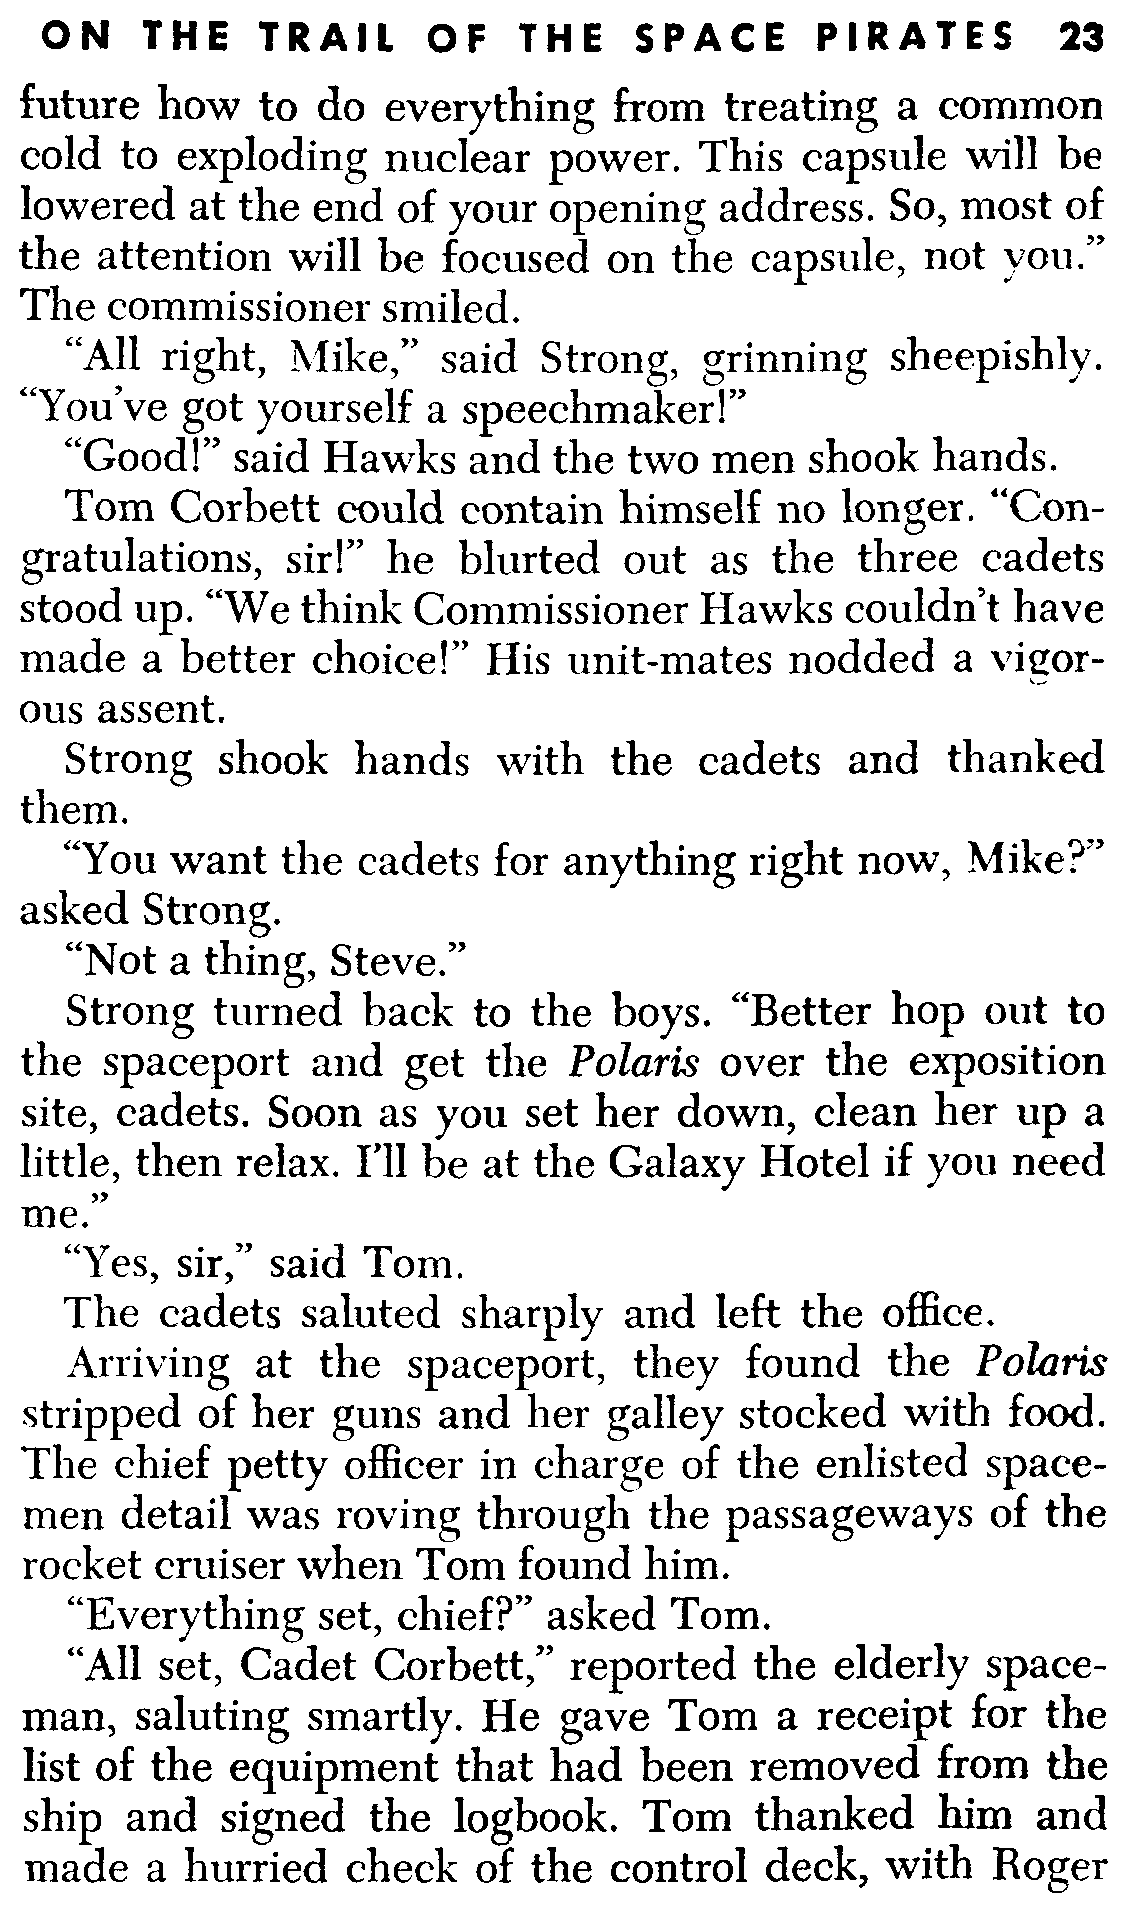 ON THE TRAIL OF THE SPACE PIRATES 23
future how to do everything from treating a common
cold to exploding nuclear power. This capsule will be
lowered at the end of your opening address. So, most of
the attention will be focused on the capsule, not you.”
The commissioner smiled.
“All right, Mike,” said Strong, grinning sheepishly.
“You’ve got yourself a speechmaker!”
“Good!” said Hawks and the two men shook hands.
Tom Corbett could contain himself no longer. “Con-
gratulations, sir!” he blurted out as the three cadets
stood up. “We think Commissioner Hawks couldn’t have
made a better choice!” His unit-mates nodded a vigor-
ous assent.
Strong shook hands with the cadets and thanked
them.
“You want the cadets for anything right now, Mike?”
asked Strong.
“Not a thing, Steve.”
Strong turned back to the boys. “Better hop out to
the spaceport and get the Polaris over the exposition
site, cadets. Soon as you set her down, clean her up a
little, then relax. I’ll be at the Galaxy Hotel if you need
me.”
“Yes, sir,” said Tom.
The cadets saluted sharply and left the office.
Arriving at the spaceport, they found the Polaris
stripped of her guns and her galley stocked with food.
The chief petty officer in charge of the enlisted space-
men detail was roving through the passageways of the
rocket cruiser when Tom found him.
“Everything set, chief?” asked Tom.
“All set, Cadet Corbett,” reported the elderly space-
man, saluting smartly. He gave Tom a receipt for the
list of the equipment that had been removed from the
ship and signed the logbook. Tom thanked him and
made a hurried check of the control deck, with Roger